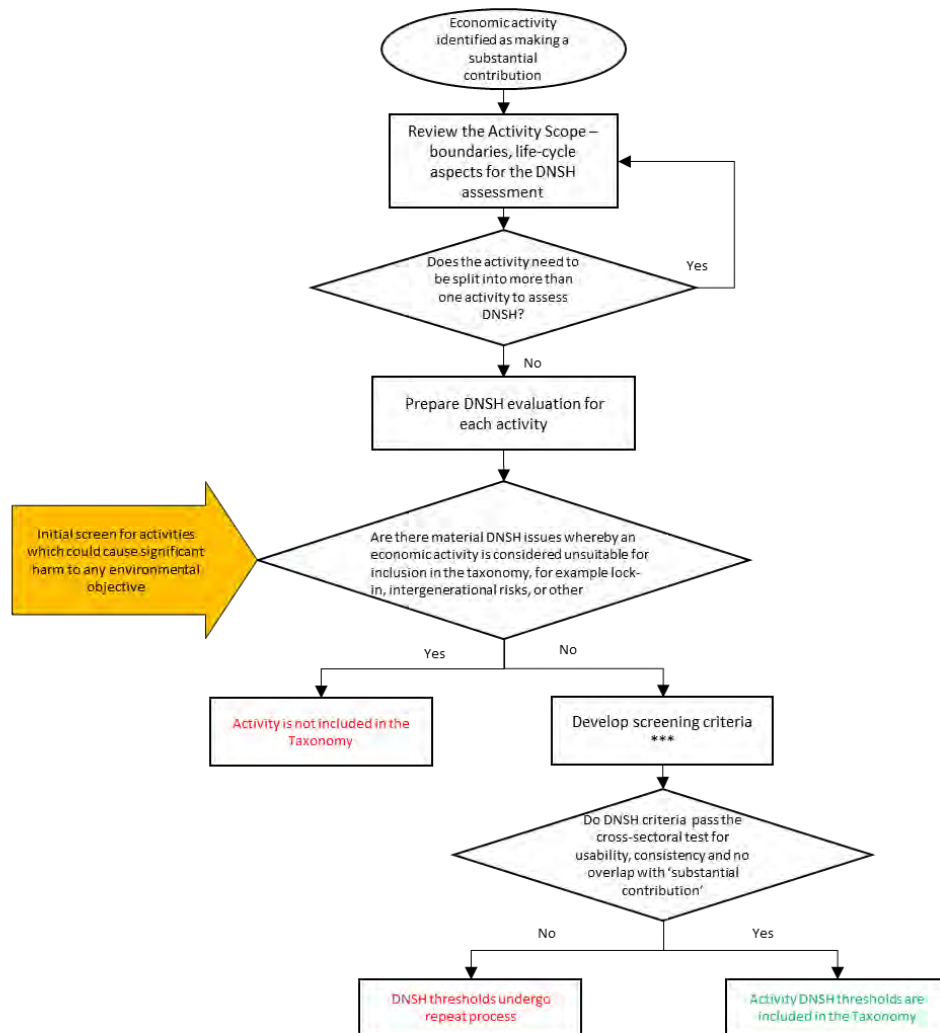 Economic activity
identified as making a
substantial
contribution
Review the Activity Scope –
boundaries, life-cycle
aspects for the DNSH
assessment
Does the activity need to
be split into more than
one activity to assess
DNSH?
Yes
No
Prepare DNSH evaluation for
each activity
Initial screen for activities
which could cause significant
harm to any environmental
objective
Are there material DNSH issues whereby an
economic activity is considered unsuitable for
inclusion in the taxonomy, for example lock-
in, intergenerational risks, or other
Yes
No
Activity is not included in the
Taxonomy
Develop screening criteria
***
Do DNSH criteria pass the
cross-sectoral test for
usability, consistency and no
overlap with ‘substantial
contribution’
No
Yes
DNSH thresholds undergo
repeat process
Activity DNSH thresholds are
included in the Taxonomy